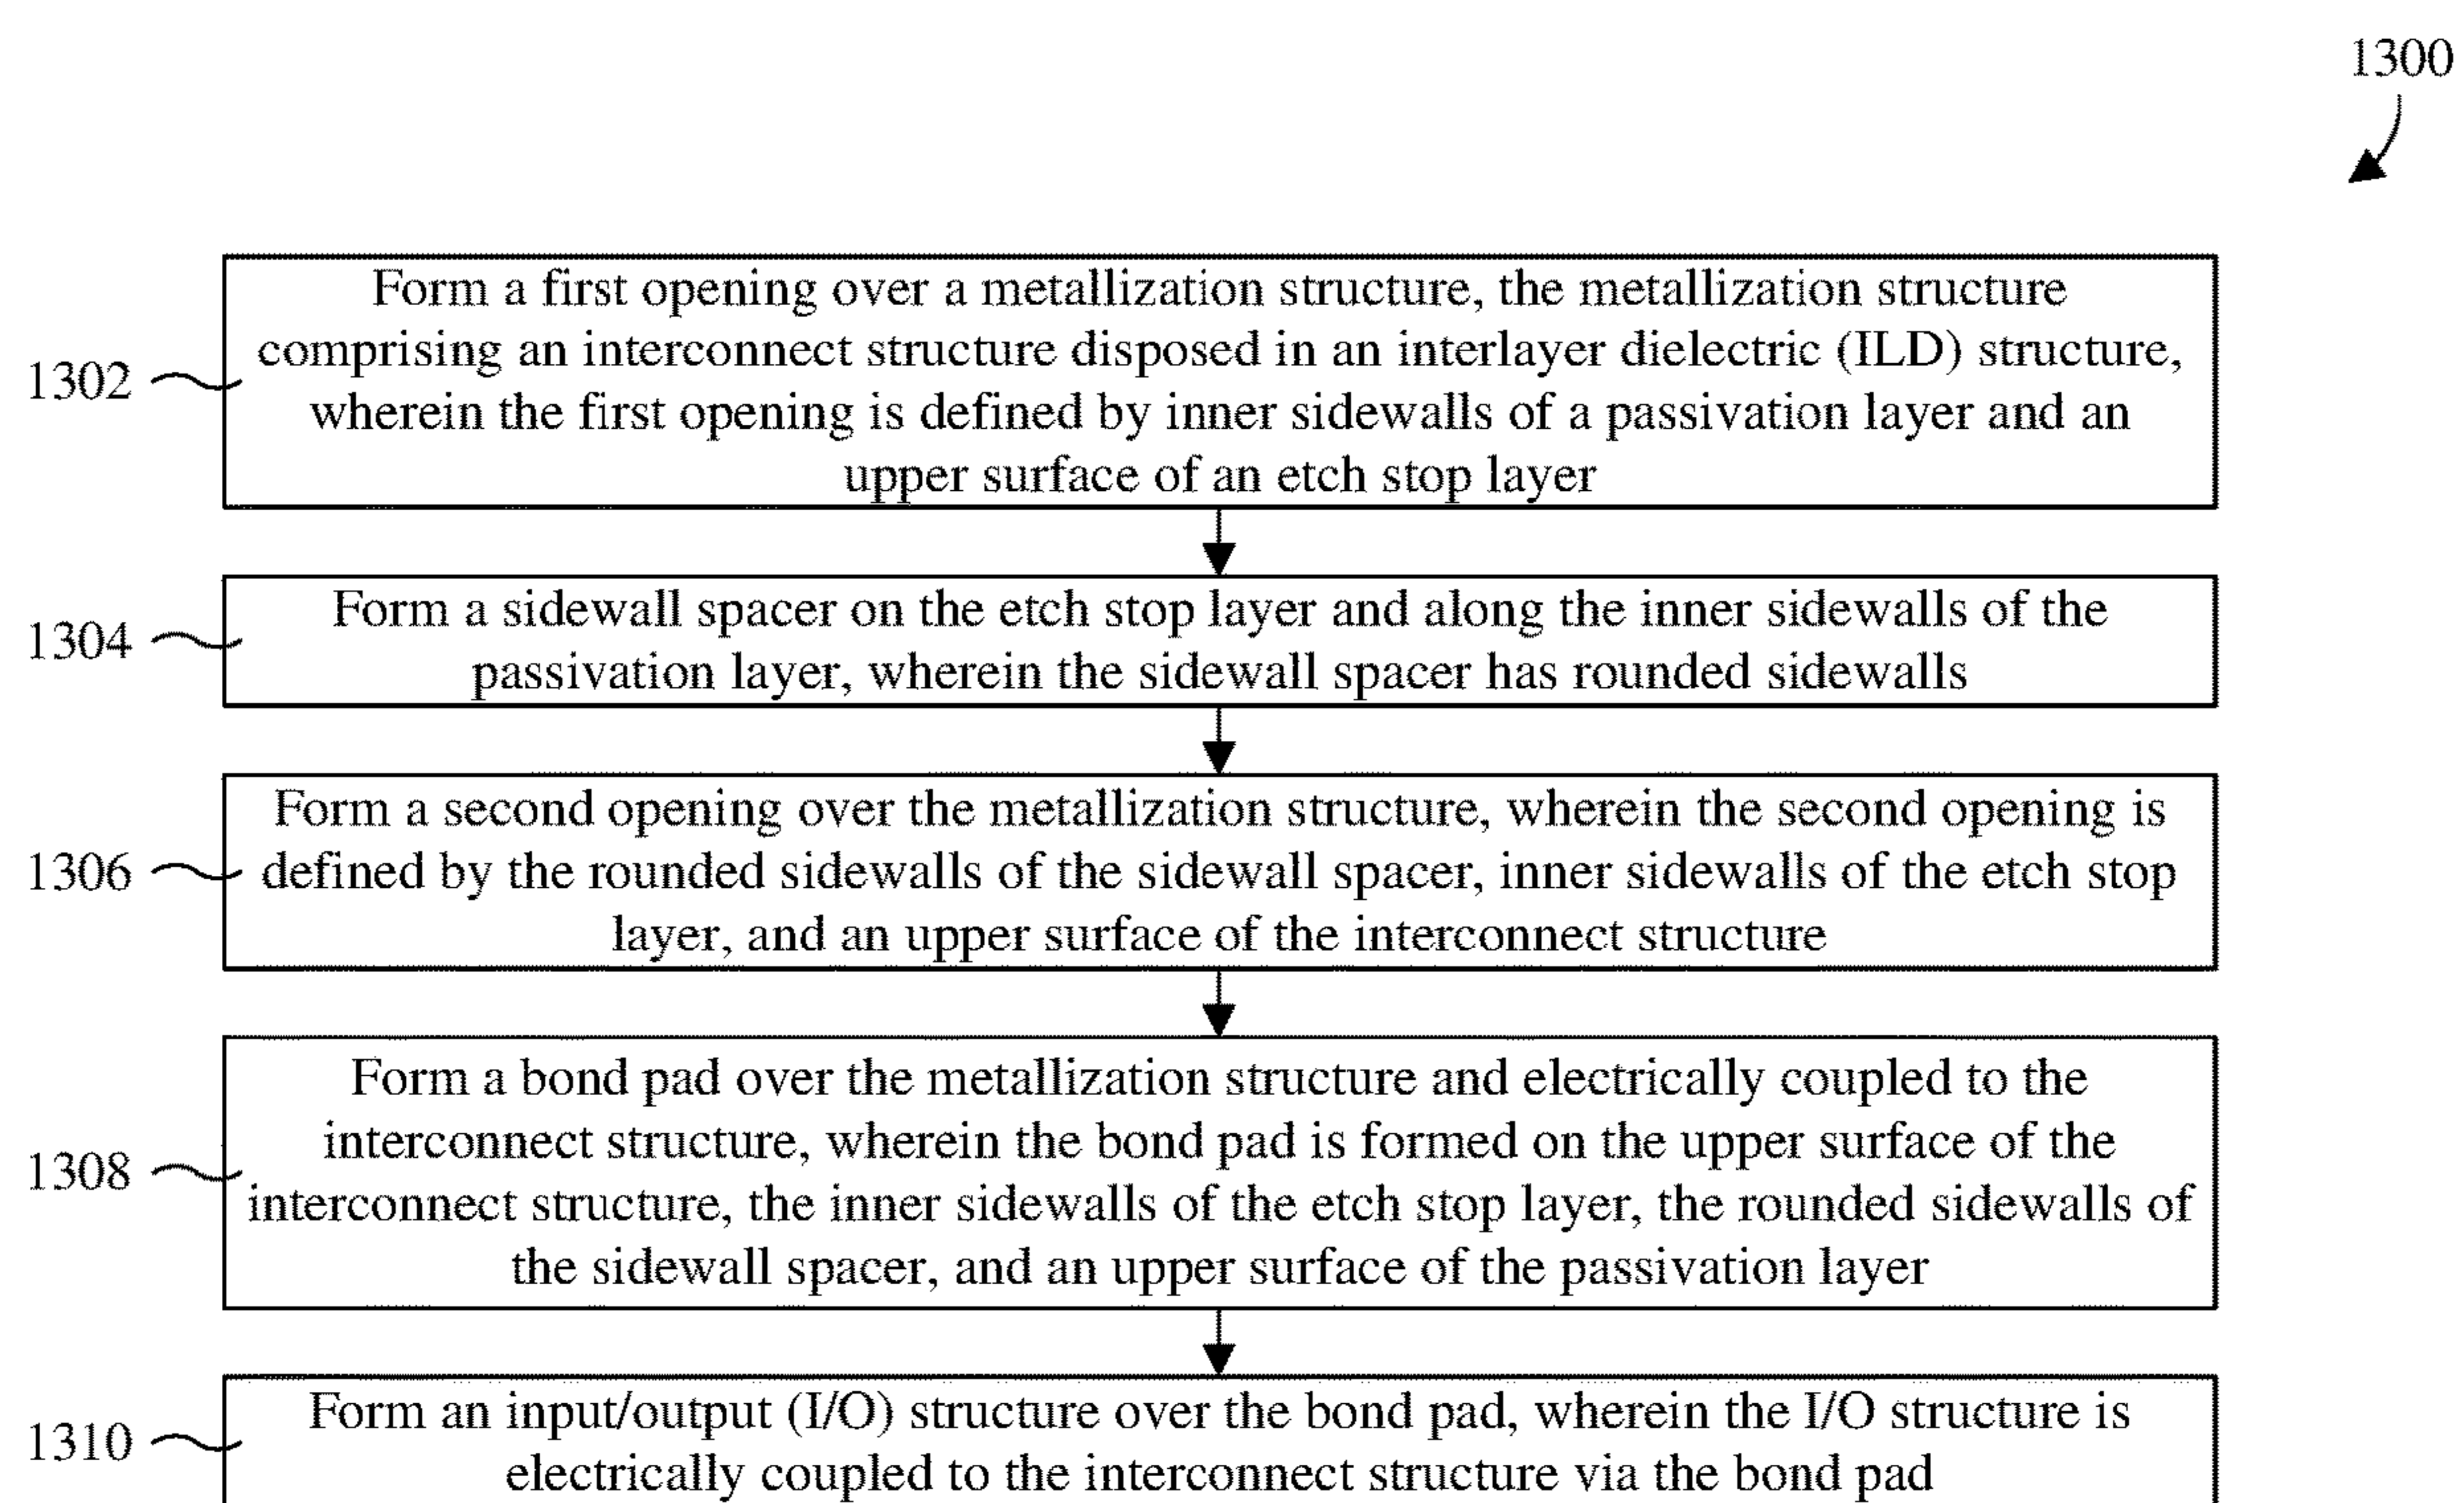 1300
Form a first opening over a metallization structure, the metallization structure
comprising an interconnect structure disposed in an interlayer dielectric (ILD) structure,
wherein the first opening is defined by inner sidewalls of a passivation layer and an
upper surface of an etch stop layer
1302
Form a sidewall spacer on the etch stop layer and along the inner sidewalls of the
passivation layer, wherein the sidewall spacer has rounded sidewalls
1304
Form a second opening over the metallization structure, wherein the second opening is
defined by the rounded sidewalls of the sidewall spacer, inner sidewalls of the etch stop
layer, and an upper surface of the interconnect structure
1306
Form a bond pad over the metallization structure and electrically coupled to the
interconnect structure, wherein the bond pad is formed on the upper surface of the
interconnect structure, the inner sidewalls of the etch stop layer, the rounded sidewalls of
the sidewall spacer, and an upper surface of the passivation layer
1308
Form an input/output (I/O) structure over the bond pad, wherein the I/O structure is
electrically coupled to the interconnect structure via the bond pad
1310